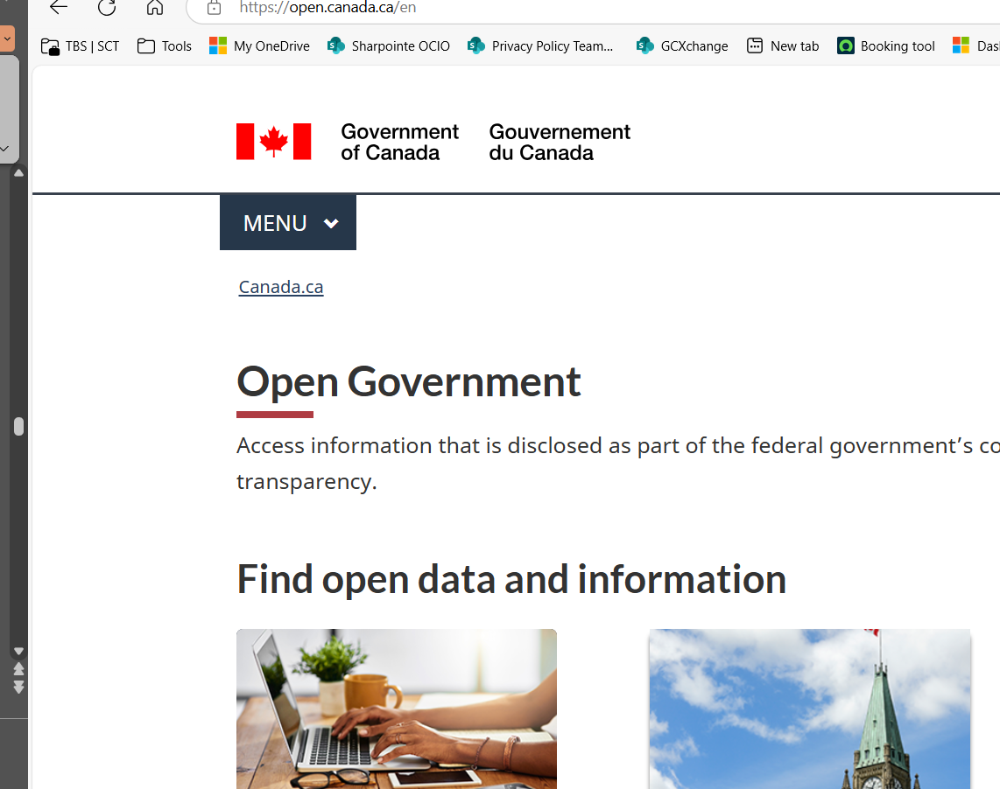 https://open.canada.ca/en
TBS | SCT Tools My OneDrive Sharpointe OCIO Privacy Policy Team... GCXchange New tab Booking tool Das
Government Gouvernement
of Canada du Canada
MENU
Canada.ca
Open Government
Access information that is disclosed as part of the federal government’s co
transparency.
Find open data and information